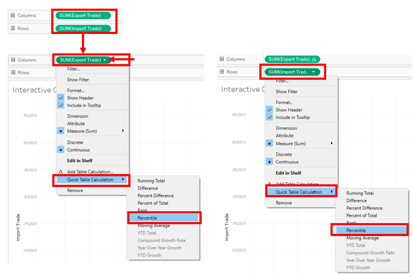 Columns SUM(Export Trade)
Rows SUM(Import Trade)
Columns SUM(Export Trade)
Rows
Filter...
Show Filter
Format...
Show Header
Include in Tooltip
Dimension
Attribute
Measure (Sum)
Discrete
Continuous
Edit in Shelf
Add Table Calculation...
Quick Table Calculation
Remove
Running Total
Difference
Percent Difference
Percent of Total
Rank
Percentile
Moving Average
YTD Total
Compound Growth Rate
Year Over Year Growth
YTD Growth
Interactive
Import Trade
Columns SUM(Export Trade)
Rows SUM(Import Trad..
Filter...
Show Filter
Format...
Show Header
Include in Tooltip
Dimension
Attribute
Measure (Sum)
Discrete
Continuous
Edit in Shelf
Add Table Calculation...
Quick Table Calculation
Remove
Running Total
Difference
Percent Difference
Percent of Total
Rank
Percentile
Moving Average
YTD Total
Compound Growth Rate
Year Over Year Growth
YTD Growth
Interactive C
Import Trade